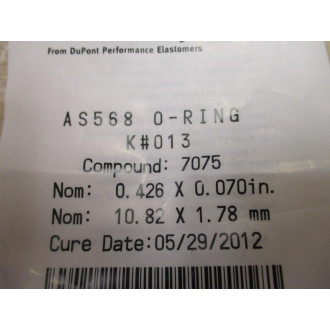 From DuPont Performance Elastomers
AS568 O-RING
K#013
Compound: 7075
Nom: 0.426 X 0.070in.
Nom: 10.82 X 1.78 mm
Cure Date:05/29/2012